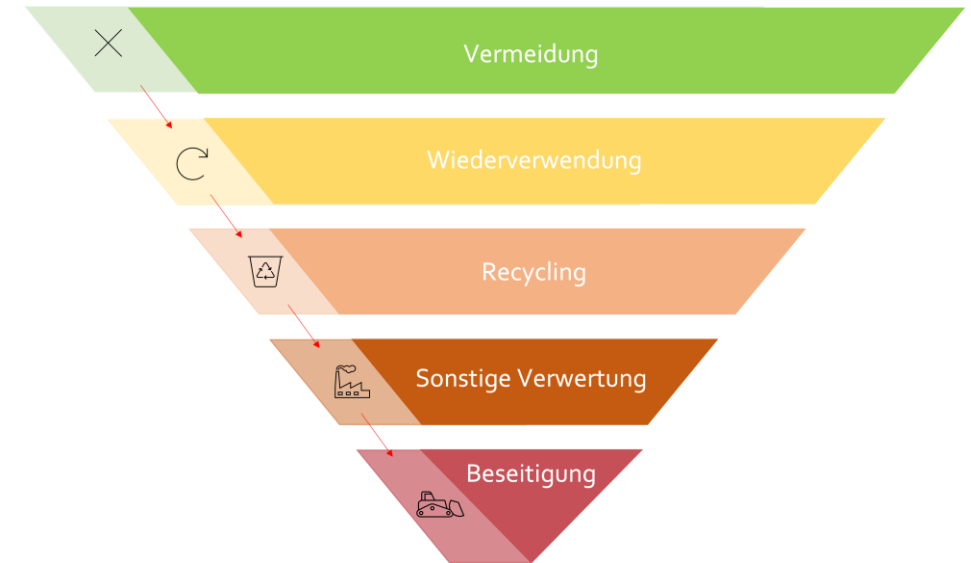 Vermeidung
Wiederverwendung
Recycling
Sonstige Verwertung
Beseitigung